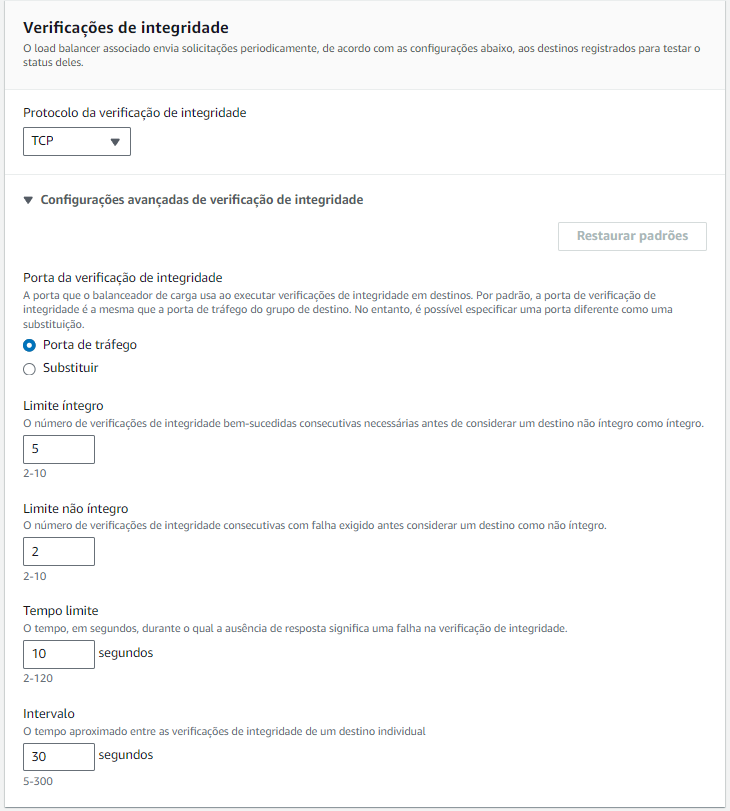 Verificações de integridade
O load balancer associado envia solicitações periodicamente, de acordo com as configurações abaixo, aos destinos registrados para testar o
status deles.
Protocolo da verificação de integridade
TCP
Configurações avançadas de verificação de integridade
Restaurar padrões
Porta da verificação de integridade
A porta que o balanceador de carga usa ao executar verificações de integridade em destinos. Por padrão, a porta de verificação de
integridade é a mesma que a porta de tráfego do grupo de destino. No entanto, é possível especificar uma porta diferente como uma
substituição.
Porta de tráfego
Substituir
Limite íntegro
O número de verificações de integridade bem-sucedidas consecutivas necessárias antes de considerar um destino não íntegro como íntegro.
5
2-10
Limite não íntegro
O número de verificações de integridade consecutivas com falha exigido antes considerar um destino como não íntegro.
2
2-10
Tempo limite
O tempo, em segundos, durante o qual a ausência de resposta significa uma falha na verificação de integridade.
10 segundos
2-120
Intervalo
O tempo aproximado entre as verificações de integridade de um destino individual
30 segundos
5-300